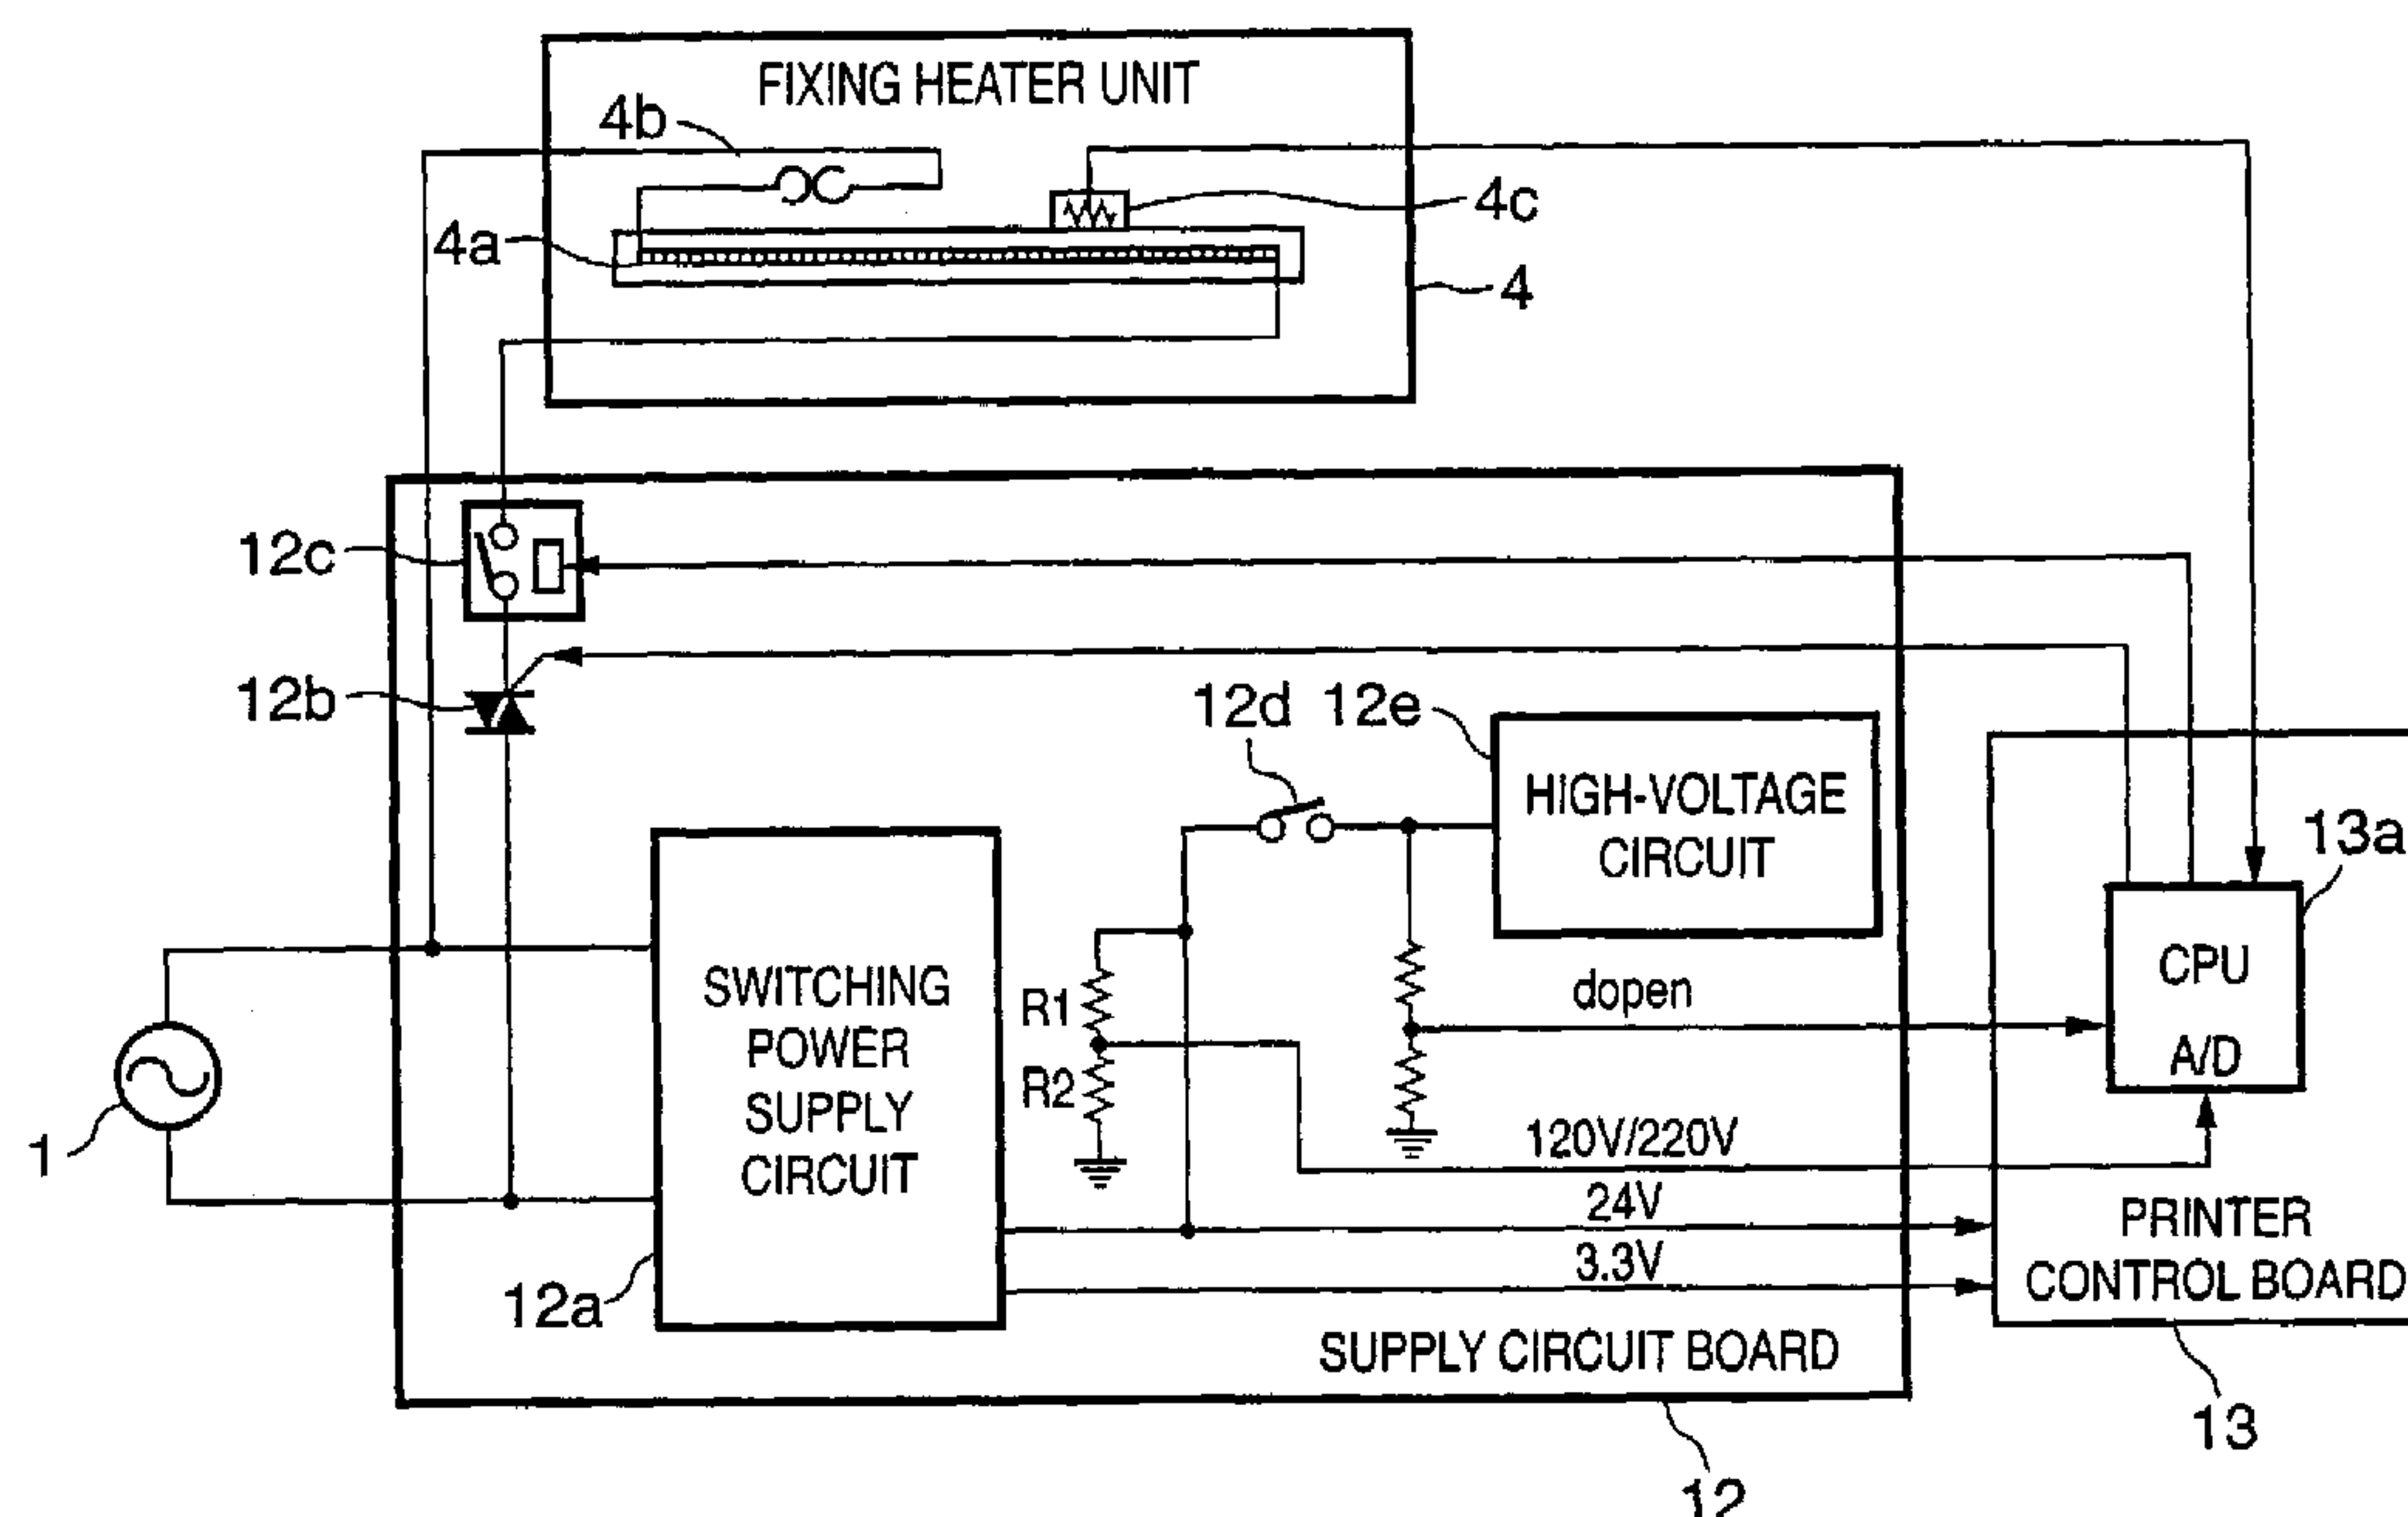 FIXING HEATER UNIT
4b
4a
4c
4
12c
12b
12d
12e
HIGH-VOLTAGE
CIRCUIT
13a
SWITCHING
POWER
SUPPLY
CIRCUIT
R1
R2
dopen
CPU
A/D
1
120V/220V
24V
3.3V
PRINTER
CONTROL BOARD
12a
SUPPLY CIRCUIT BOARD
13
12